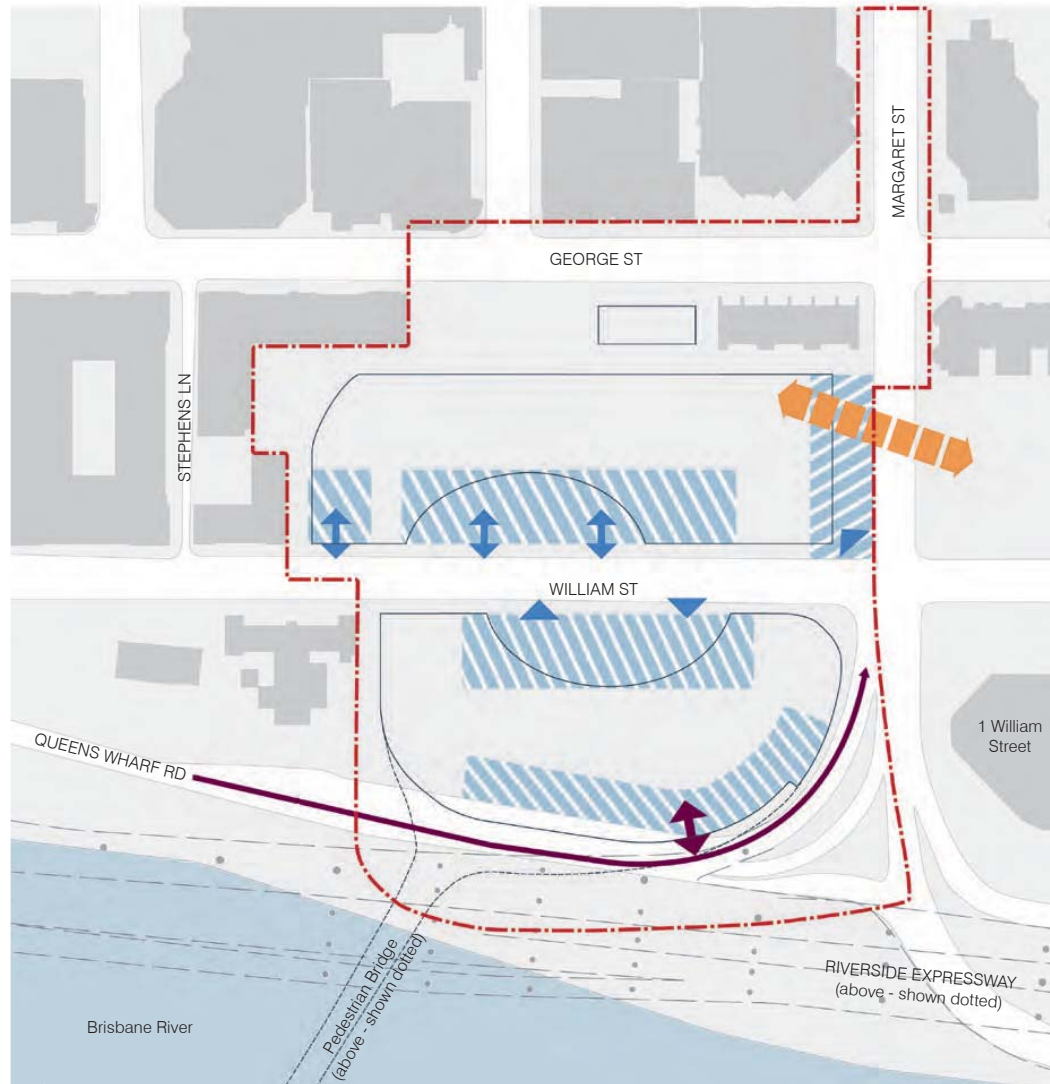 MARGARET ST
GEORGE ST
STEPHENS LN
WILLIAM ST
1 William
Street
QUEENS WHARF RD
Pedestrian Bridge
(above - shown dotted)
RIVERSIDE EXPRESSWAY
(above - shown dotted)
Brisbane River